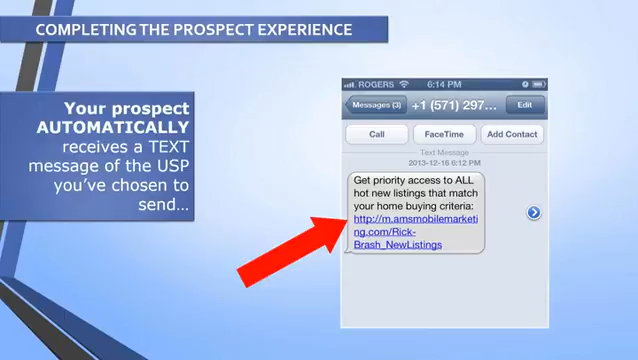 COMPLETING THE PROSPECT EXPERIENCE
Your prospect
AUTOMATICALLY
receives a TEXT
message of the USP
you've chosen to
send...
ROGERS 6:14 PM
Messages (3) +1 (571) 297... Edit
Call FaceTime Add Contact
Text Message
2013-12-16 6:12 PM
Get priority access to ALL
hot new listings that match
your home buying criteria:
http://m.amsmobilemarketi
ng.com/Rick-
Brash_NewListings